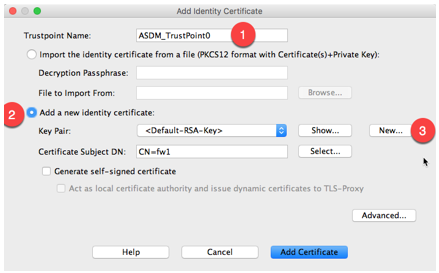 Add Identity Certificate
Trustpoint Name: ASDM_TrustPoint0 1
Import the identity certificate from a file (PKCS12 format with Certificate(s)+Private Key):
Decryption Passphrase:
File to Import From: Browse...
2 Add a new identity certificate:
Key Pair: <Default-RSA-Key> Show... New... 3
Certificate Subject DN: CN=fw1 Select...
Generate self-signed certificate
Act as local certificate authority and issue dynamic certificates to TLS-Proxy
Advanced...
Help Cancel Add Certificate